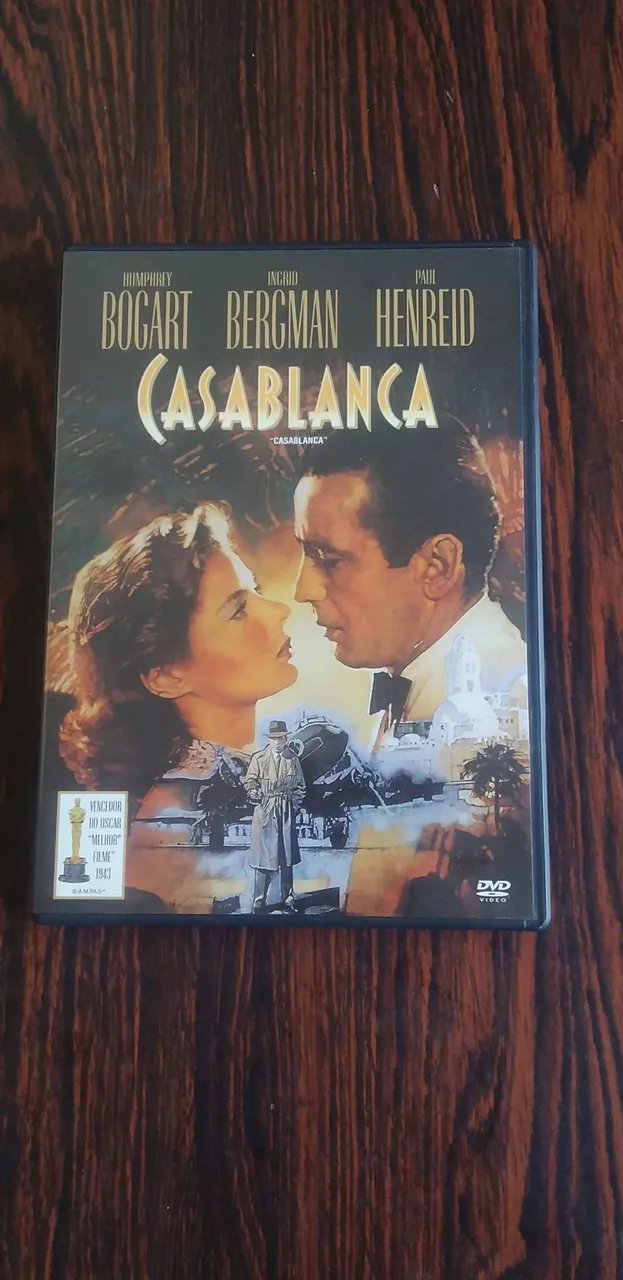 HUMPHREY
BOGART
INGRID
BERGMAN
PAUL
HENREID
CASABLANCA
"CASABLANCA"
VENCEDOR
DO OSCAR
"MELHOR"
FILME"
1943
©A.M.P.A.S.®
DVD
VIDEO